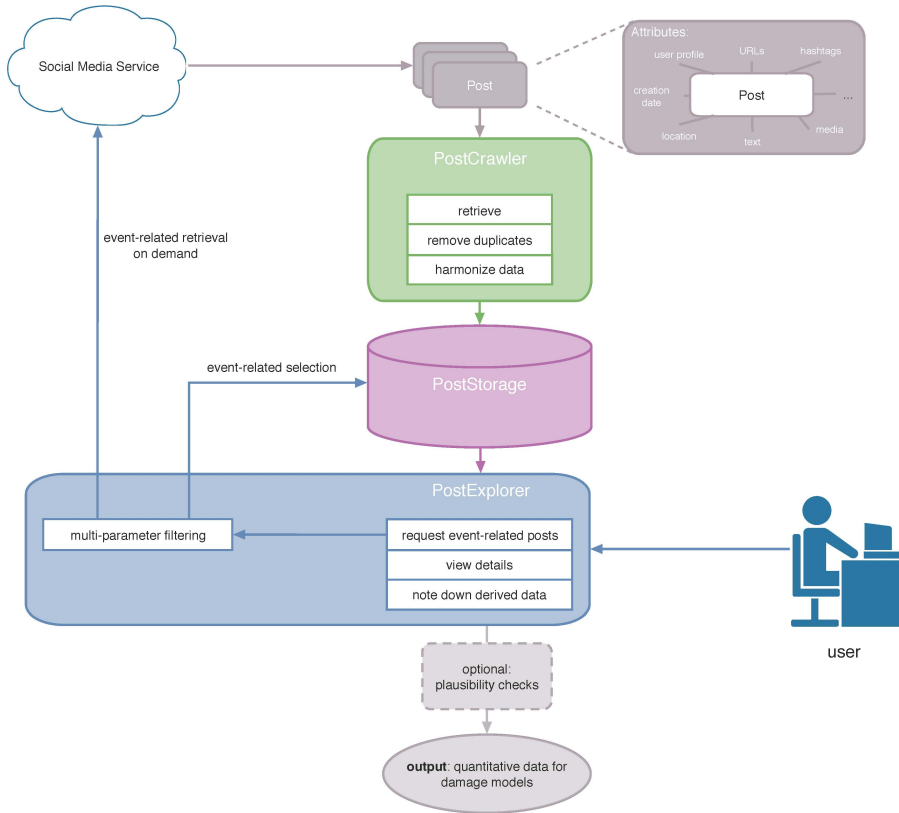 Social Media Service
Post
Attributes:
user profile
URLs
hashtags
creation
date
Post
...
location
text
media
PostCrawler
retrieve
remove duplicates
harmonize data
event-related retrieval
on demand
event-related selection
PostStorage
PostExplorer
multi-parameter filtering
request event-related posts
view details
note down derived data
user
optional:
plausibility checks
output: quantitative data for
damage models